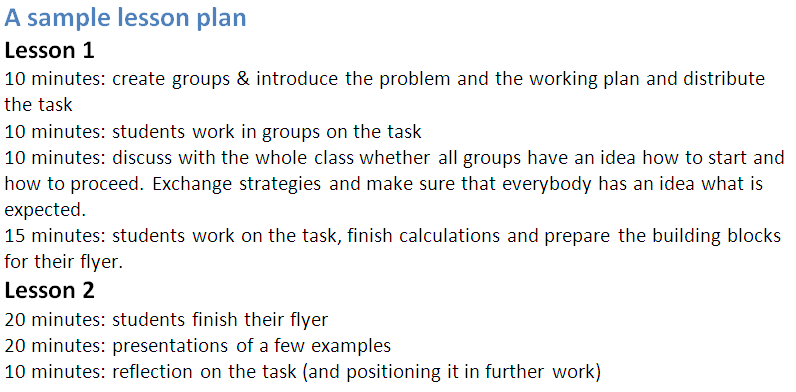 A sample lesson plan
Lesson 1
10 minutes: create groups & introduce the problem and the working plan and distribute
the task
10 minutes: students work in groups on the task
10 minutes: discuss with the whole class whether all groups have an idea how to start and
how to proceed. Exchange strategies and make sure that everybody has an idea what is
expected.
15 minutes: students work on the task, finish calculations and prepare the building blocks
for their flyer.
Lesson 2
20 minutes: students finish their flyer
20 minutes: presentations of a few examples
10 minutes: reflection on the task (and positioning it in further work)